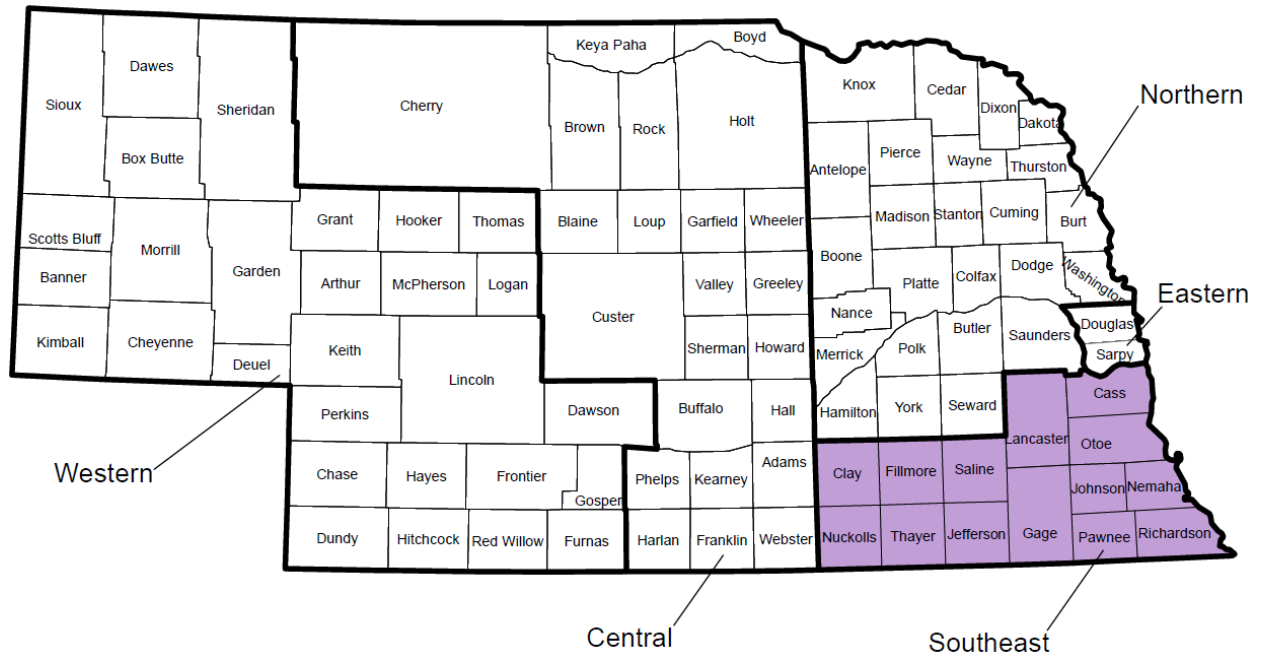 Boyd
Keya Paha
Dawes
Knox
Cedar
Northern
Sioux
Sheridan
Cherry
Dixon
Holt
Brown
Rock
Dakota
Box Butte
Pierce
Wayne
Thurston
Antelope
Grant
Hooker
Thomas
Blaine
Loup
Garfield
Wheeler
Madison
Stanton
Cuming
Burt
Scotts Bluff
Morrill
Boone
Garden
Dodge
Washington
Banner
Arthur
McPherson
Logan
Valley
Greeley
Platte
Colfax
Eastern
Nance
Custer
Butler
Douglas
Kimball
Cheyenne
Keith
Sherman
Howard
Merrick
Polk
Saunders
Sarpy
Deuel
Lincoln
Cass
Perkins
Dawson
Buffalo
Hall
Hamilton
York
Seward
Lancaster
Otoe
Western
Chase
Hayes
Frontier
Gosper
Phelps
Kearney
Adams
Clay
Fillmore
Saline
Johnson
Nemaha
Dundy
Hitchcock
Red Willow
Furnas
Harlan
Franklin
Webster
Nuckolls
Thayer
Jefferson
Gage
Pawnee
Richardson
Central
Southeast